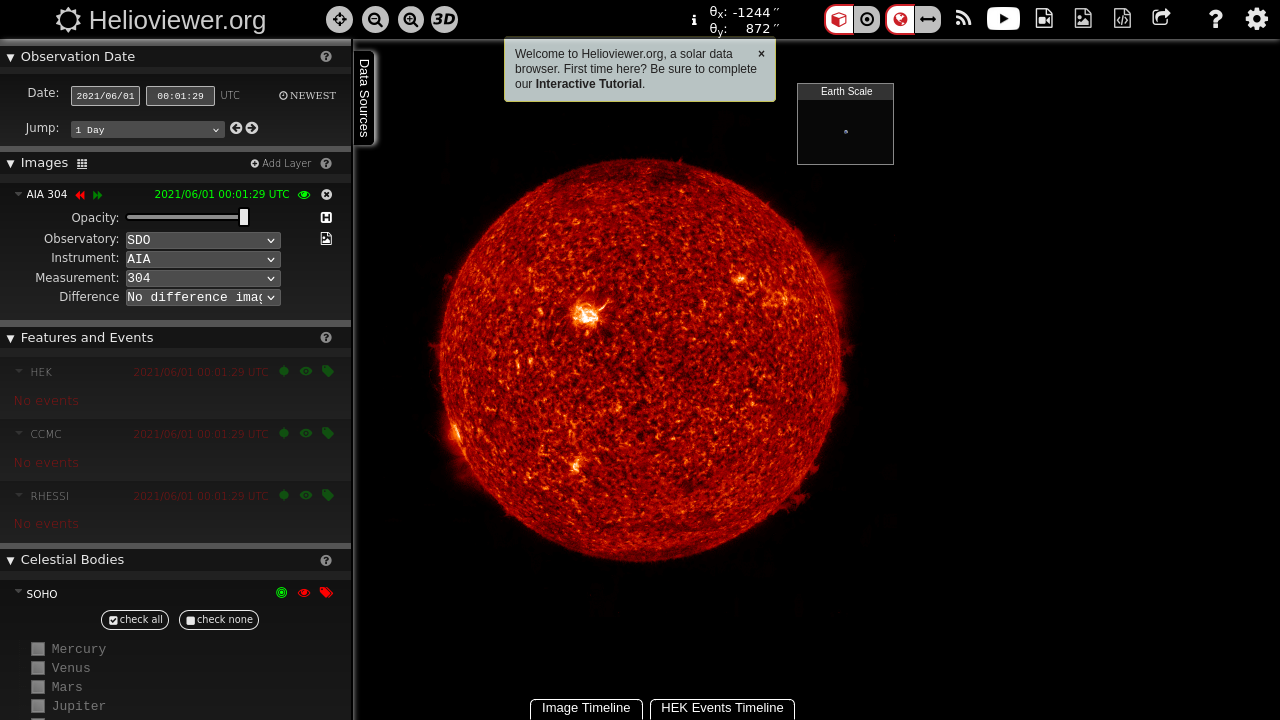 Helioviewer.org
3D
θx: -1244″
θy: 872″
Observation Date
Date: 2021/06/01 00:01:29 UTC NEWEST
Jump: 1 Day
Images Add Layer
AIA 304 2021/06/01 00:01:29 UTC
Opacity:
Observatory: SDO
Instrument: AIA
Measurement: 304
Difference No difference imag
Features and Events
HEK 2021/06/01 00:01:29 UTC
No events
CCMC 2021/06/01 00:01:29 UTC
No events
RHESSI 2021/06/01 00:01:29 UTC
No events
Celestial Bodies
SOHO
check all check none
Mercury
Venus
Mars
Jupiter
Data Sources
Welcome to Helioviewer.org, a solar data ×
browser. First time here? Be sure to complete
our Interactive Tutorial.
Earth Scale
Image Timeline HEK Events Timeline